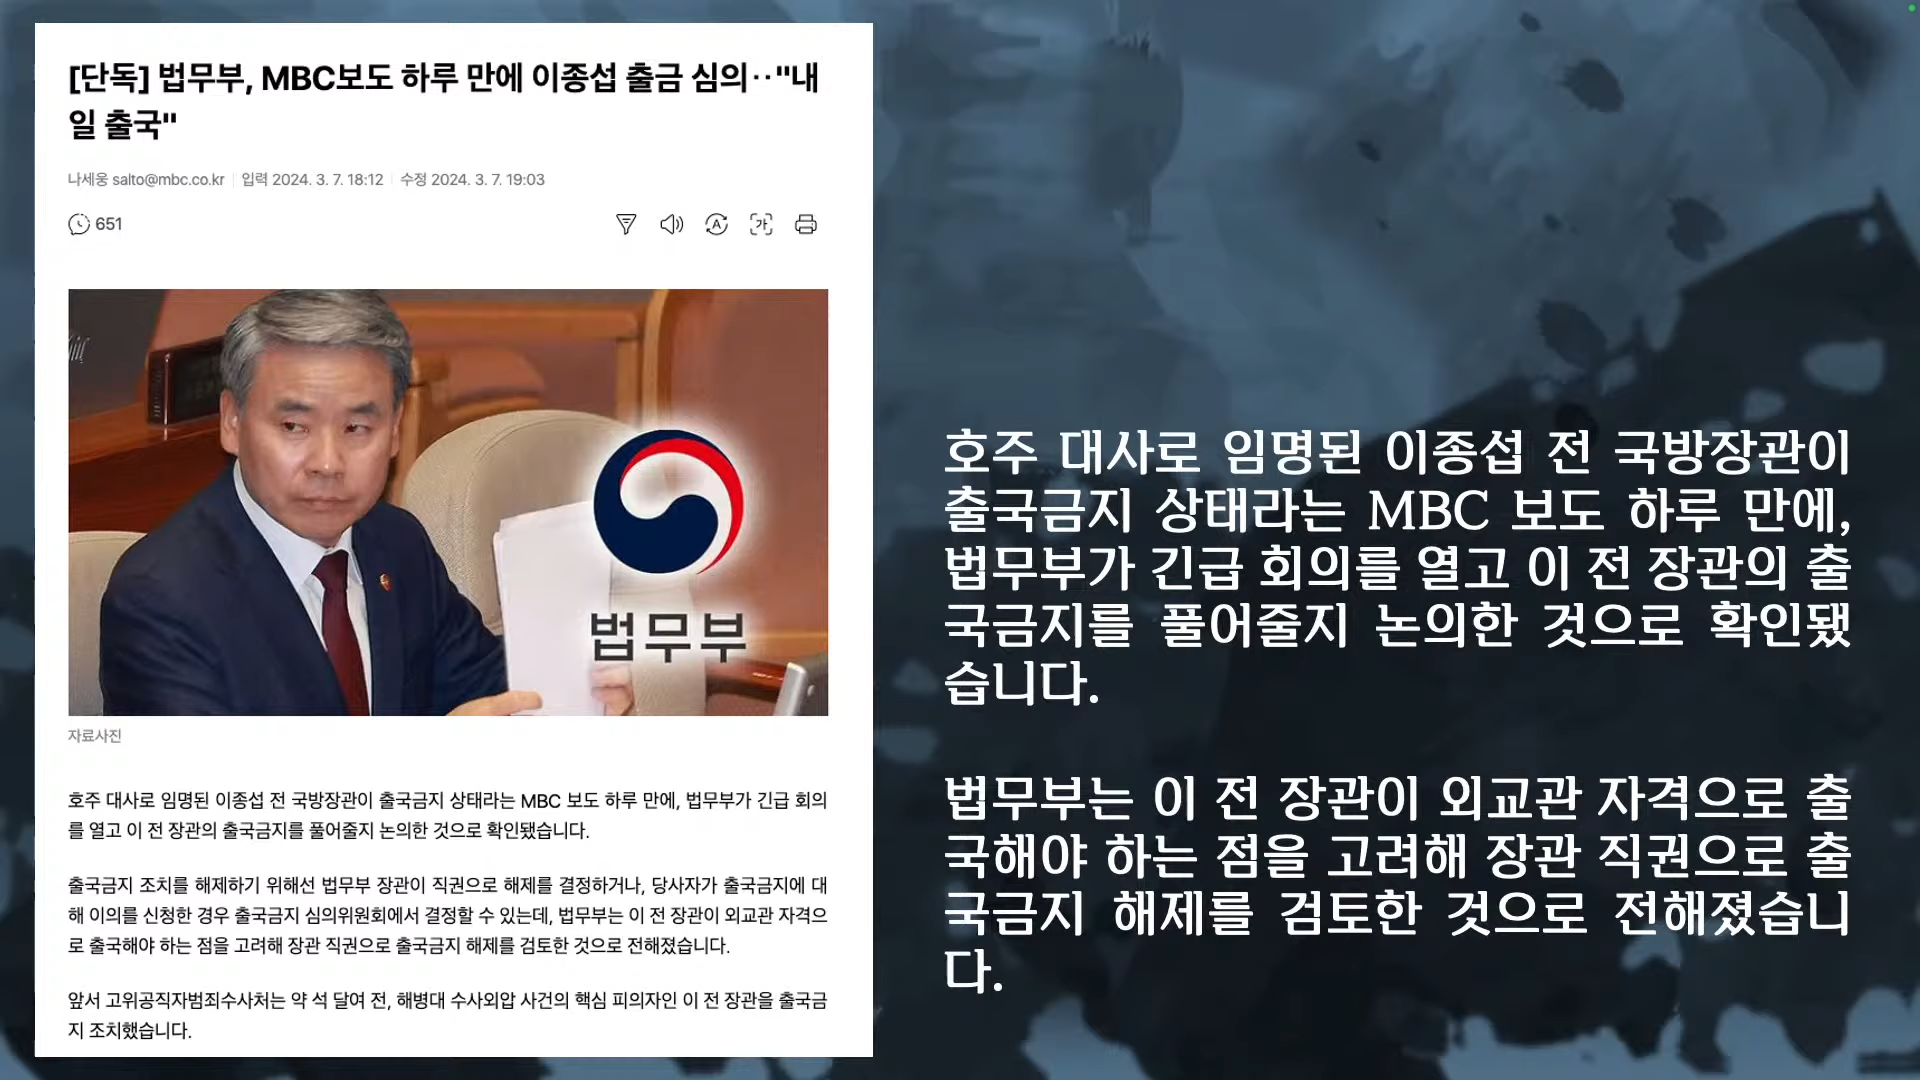 [단독] 법무부, MBC보도 하루 만에 이종섭 출금 심의‥"내
일 출국"
나세웅 salto@mbc.co.kr 입력 2024. 3. 7. 18:12 수정 2024. 3. 7. 19:03
651
가
법무부
자료사진
호주 대사로 임명된 이종섭 전 국방장관이 출국금지 상태라는 MBC 보도 하루 만에, 법무부가 긴급 회의
를 열고 이 전 장관의 출국금지를 풀어줄지 논의한 것으로 확인됐습니다.
출국금지 조치를 해제하기 위해선 법무부 장관이 직권으로 해제를 결정하거나, 당사자가 출국금지에 대
해 이의를 신청한 경우 출국금지 심의위원회에서 결정할 수 있는데, 법무부는 이 전 장관이 외교관 자격으
로 출국해야 하는 점을 고려해 장관 직권으로 출국금지 해제를 검토한 것으로 전해졌습니다.
앞서 고위공직자범죄수사처는 약 석 달여 전, 해병대 수사외압 사건의 핵심 피의자인 이 전 장관을 출국금
지 조치했습니다.
호주 대사로 임명된 이종섭 전 국방장관이
출국금지 상태라는 MBC 보도 하루 만에,
법무부가 긴급 회의를 열고 이 전 장관의 출
국금지를 풀어줄지 논의한 것으로 확인됐
습니다.
법무부는 이 전 장관이 외교관 자격으로 출
국해야 하는 점을 고려해 장관 직권으로 출
국금지 해제를 검토한 것으로 전해졌습니
다.